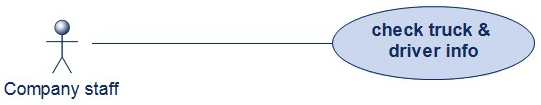 check truck &
driver info
Company staff